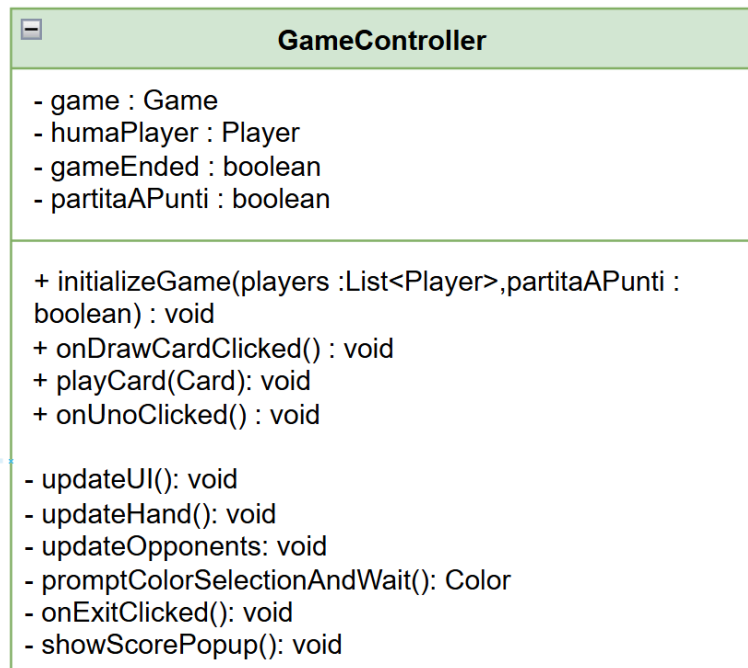 GameController
- game : Game
- humaPlayer : Player
- gameEnded : boolean
- partitaAPunti : boolean
+ initializeGame(players :List<Player>,partitaAPunti :
boolean) : void
+ onDrawCardClicked() : void
+ playCard(Card): void
+ onUnoClicked() : void
- updateUI(): void
- updateHand(): void
- updateOpponents: void
- promptColorSelectionAndWait(): Color
- onExitClicked(): void
- showScorePopup(): void